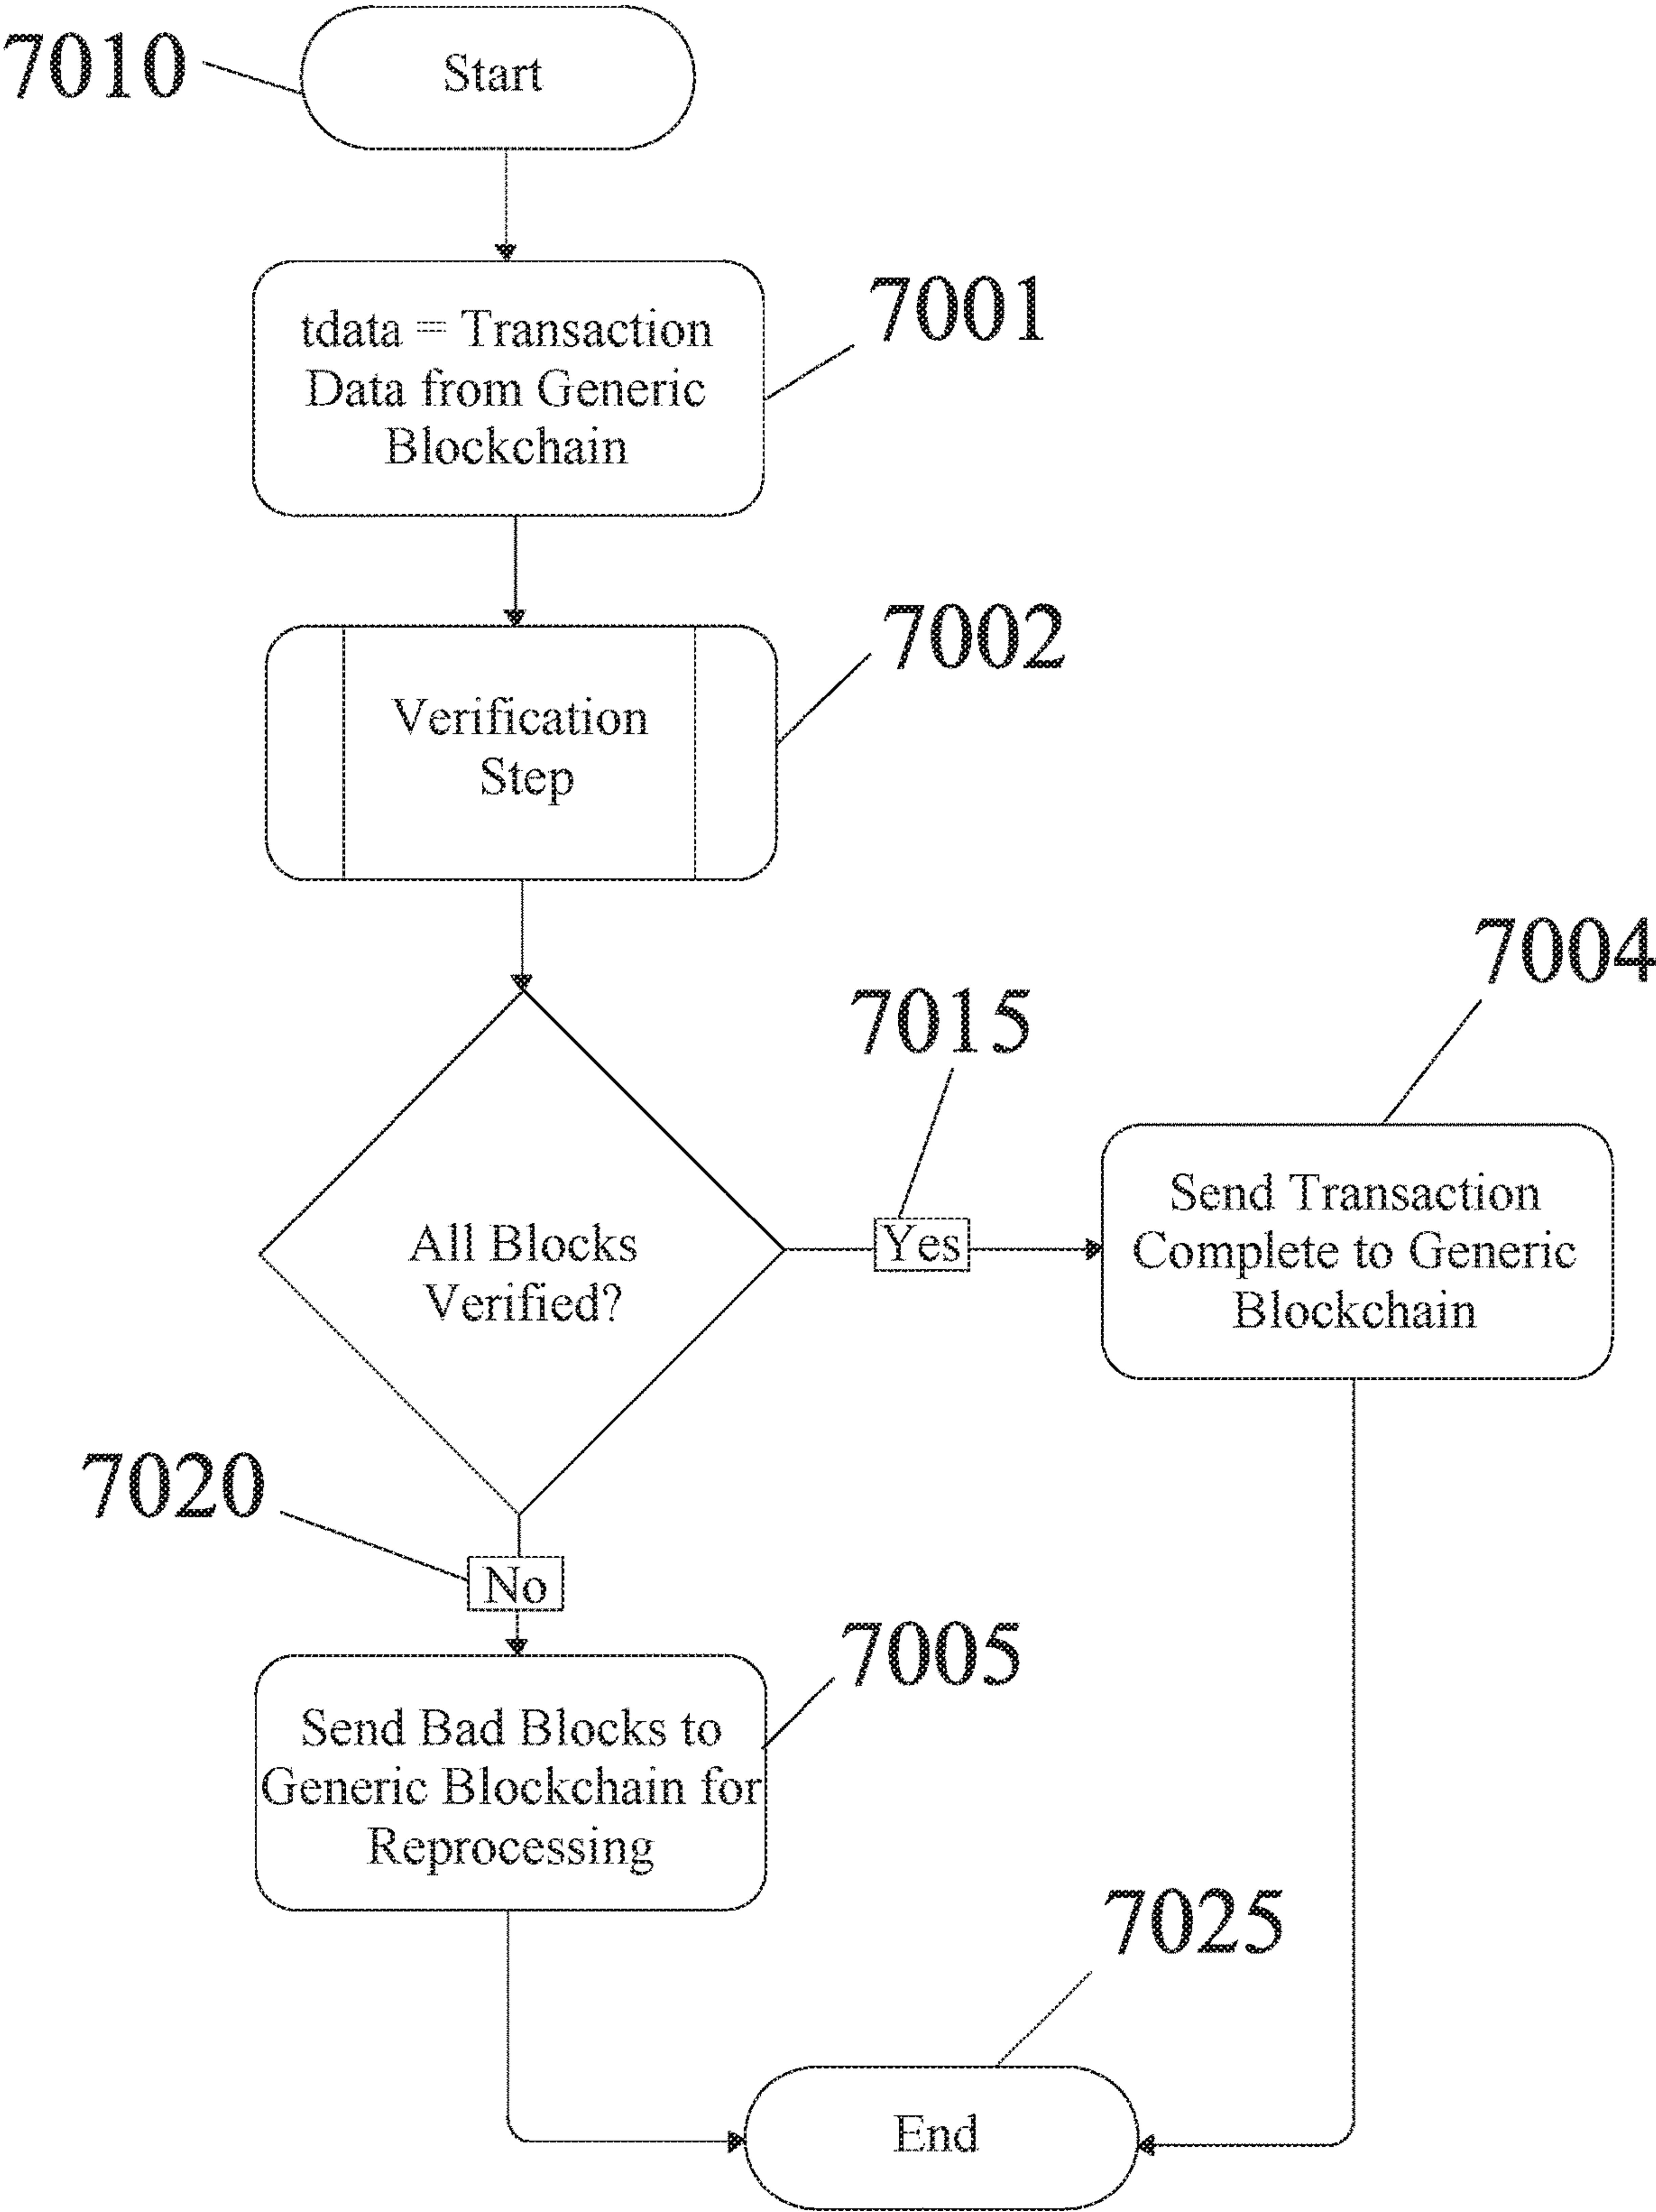 7010
Start
tdata = Transaction
Data from Generic
Blockchain
7001
Verification
Step
7002
All Blocks
Verified?
7015
Yes
7004
Send Transaction
Complete to Generic
Blockchain
7020
No
7005
Send Bad Blocks to
Generic Blockchain for
Reprocessing
7025
End